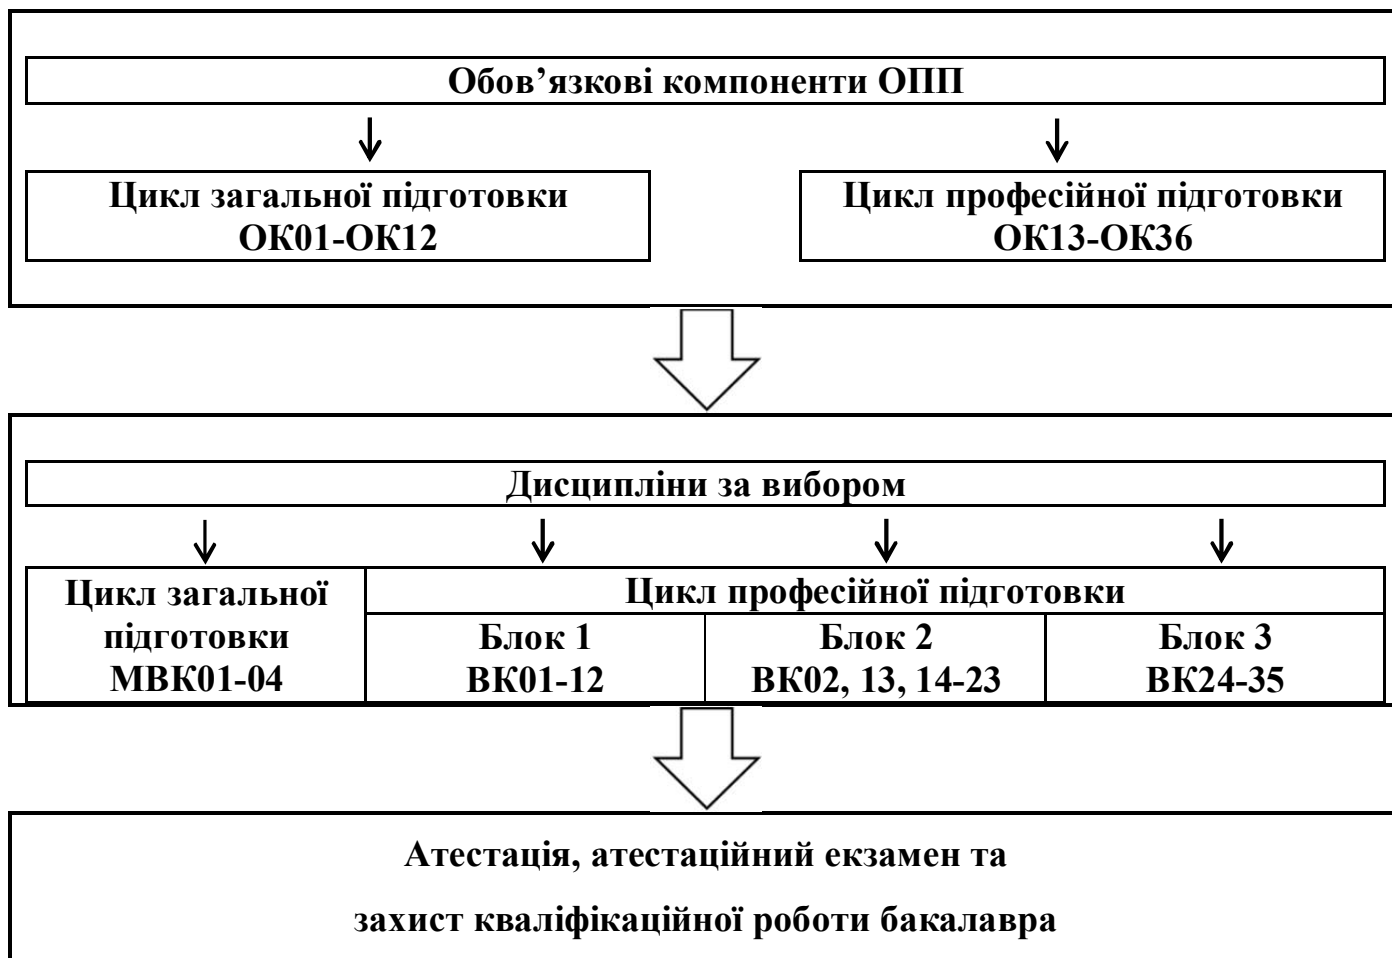 Обов’язкові компоненти ОПП
Цикл загальної підготовки
ОК01-ОК12
Цикл професійної підготовки
ОК13-ОК36
Дисципліни за вибором
Цикл загальної
підготовки
МВК01-04
Цикл професійної підготовки
Блок 1
ВК01-12
Блок 2
ВК02, 13, 14-23
Блок 3
ВК24-35
Атестація, атестаційний екзамен та
захист кваліфікаційної роботи бакалавра